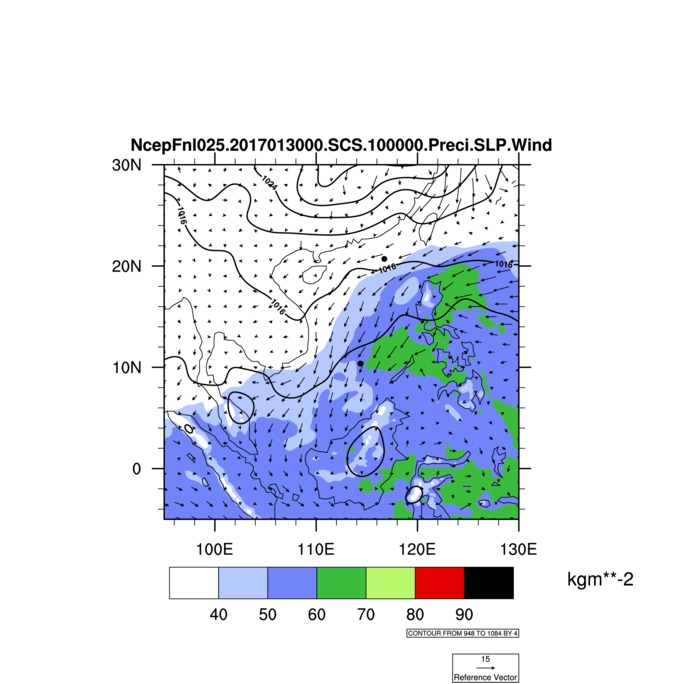 NcepFnl025.2017013000.SCS.100000.Preci.SLP.Wind
30N
1024
1016
20N
1016
1016
1016
10N
0
100E 110E 120E 130E
kgm**-2
40 50 60 70 80 90
CONTOUR FROM 948 TO 1084 BY 4
15
Reference Vector